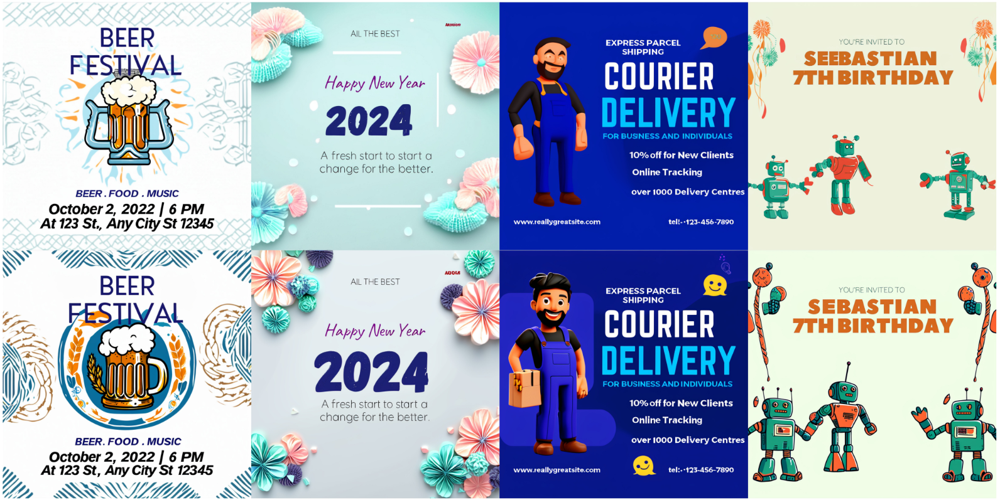 BEER
FESTIVAL
BEER . FOOD . MUSIC
October 2, 2022 | 6 PM
At 123 St., Any City St 12345
AIL THE BEST
Happy New Year
2024
A fresh start to start a
change for the better.
EXPRESS PARCEL
SHIPPING
COURIER
DELIVERY
FOR BUSINESS AND INDIVIDUALS
10% off for New Clients
Online Tracking
over 1000 Delivery Centres
www.reallygreatsite.com
tel:-123-456-7890
YOU'RE INVITED TO
SEEBASTIAN
7TH BIRTHDAY
BEER
FESTIVAL
BEER. FOOD . MUSIC
October 2, 2022 | 6 PM
At 123 St, Any City St 12345
AIL THE BEST
Happy New Year
2024
A fresh start to start a
change for the better.
EXPRESS PARCEL
SHIPPING
COURIER
DELIVERY
FOR BUSINESS AND INDIVIDUALS
10% off for New Clients
Online Tracking
over 1000 Delivery Centres
www.reallygreatsite.com
tel:-123-456-7890
YOU'RE INVITED TO
SEBASTIAN
7TH BIRTHDAY